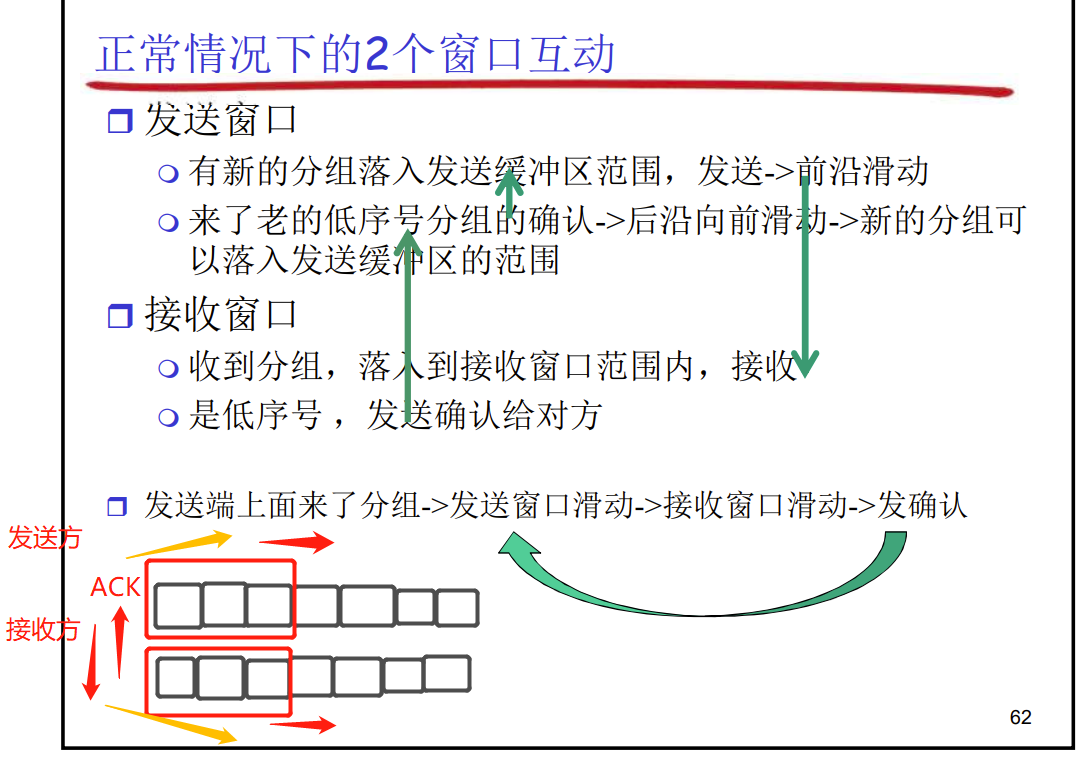 正常情况下的2个窗口互动
发送窗口
有新的分组落入发送缓冲区范围，发送->前沿滑动
来了老的低序号分组的确认->后沿向前滑动->新的分组可
以落入发送缓冲区的范围
接收窗口
收到分组，落入到接收窗口范围内，接收
是低序号，发送确认给对方
发送端上面来了分组->发送窗口滑动->接收窗口滑动->发确认
发送方
ACK
接收方
62